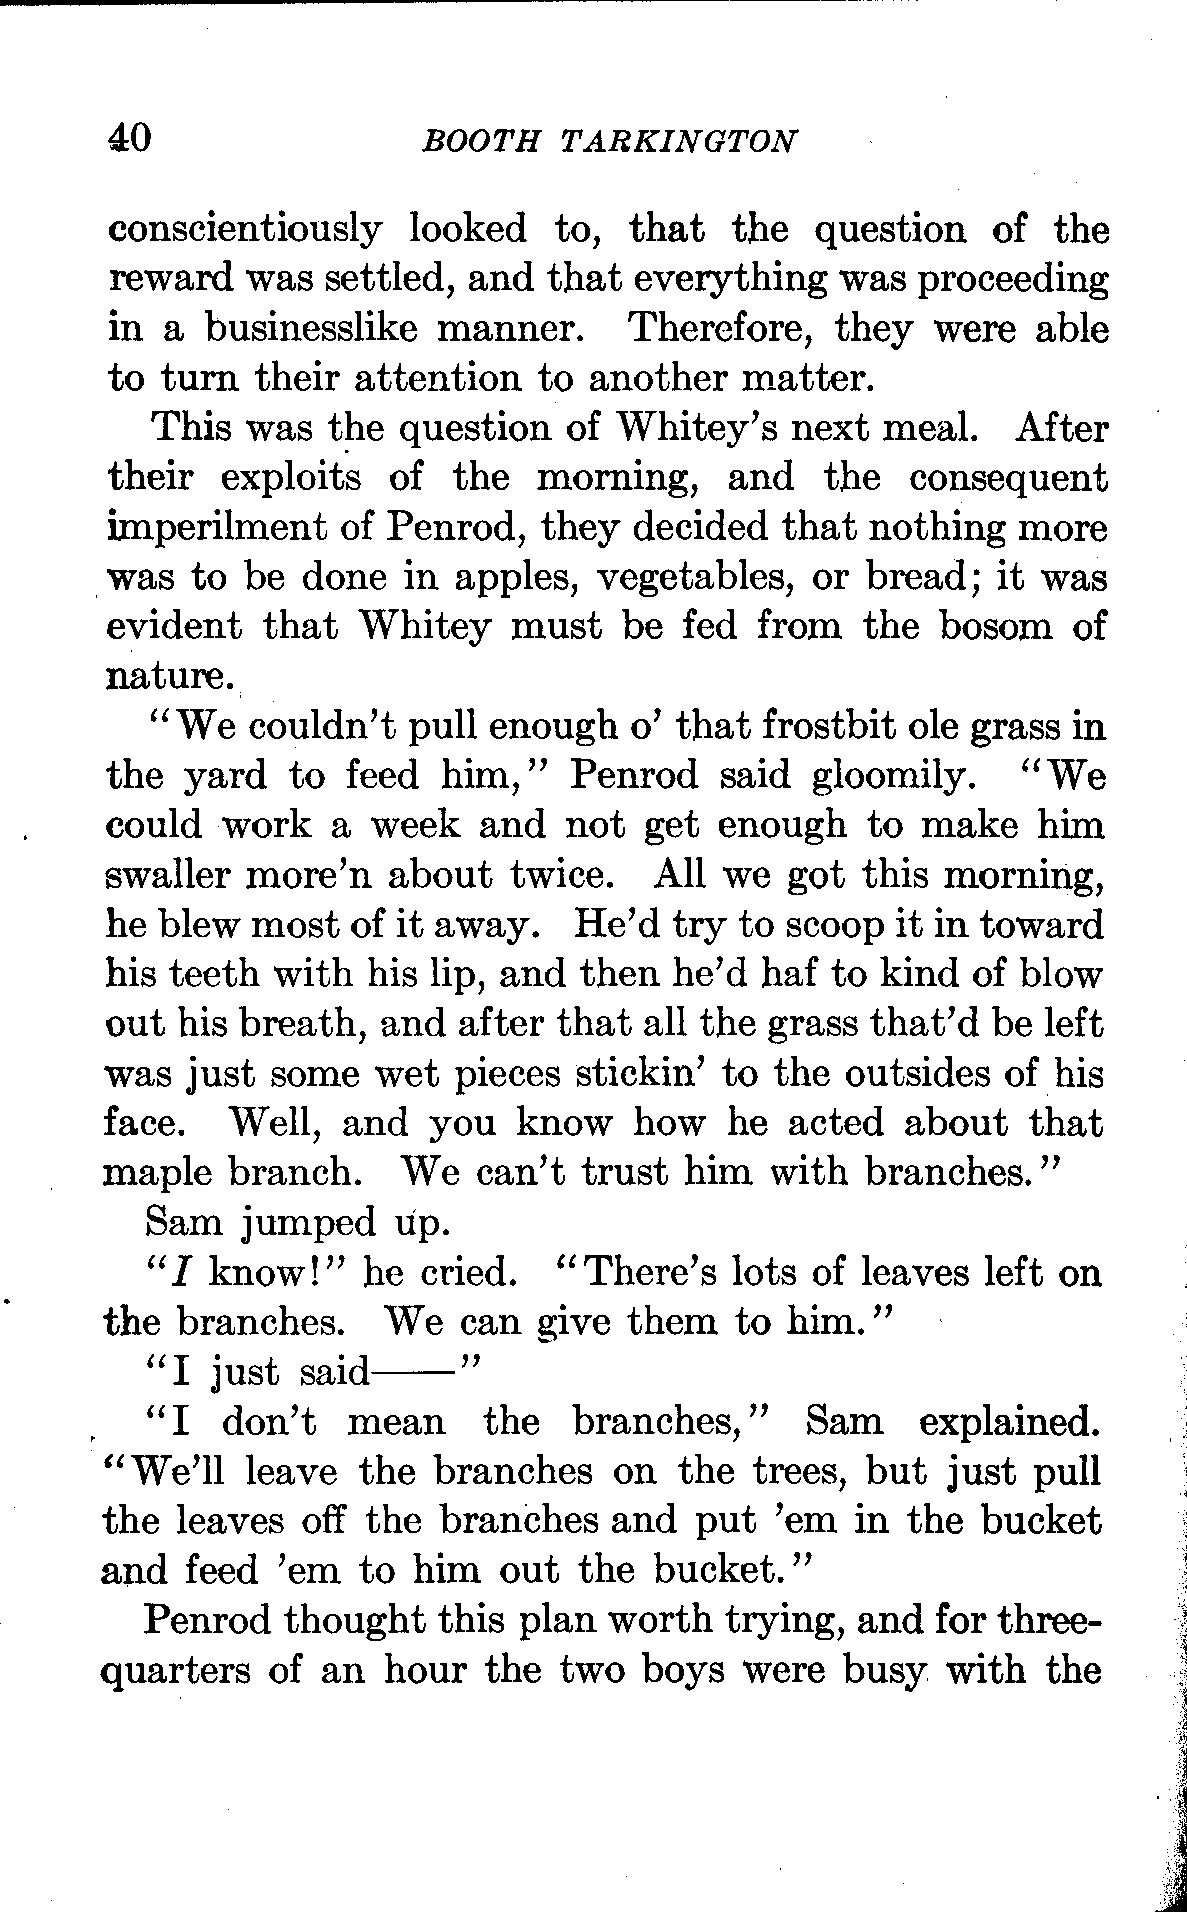 40 BOOTH TARKINGTON
conscientiously looked to, that the question of the
reward was settled, and that everything was proceeding
in a businesslike manner. Therefore, they were able
to turn their attention to another matter.
This was the question of Whitey's next meal. After
their exploits of the morning, and the consequent
imperilment of Penrod, they decided that nothing more
was to be done in apples, vegetables, or bread; it was
evident that Whitey must be fed from the bosom of
nature.
"We couldn't pull enough o' that frostbit ole grass in
the yard to feed him," Penrod said gloomily. "We
could work a week and not get enough to make him
swaller more'n about twice. All we got this morning,
he blew most of it away. He'd try to scoop it in toward
his teeth with his lip, and then he'd haf to kind of blow
out his breath, and after that all the grass that'd be left
was just some wet pieces stickin' to the outsides of his
face. Well, and you know how he acted about that
maple branch. We can't trust him with branches."
Sam jumped up.
"I know!" he cried. "There's lots of leaves left on
the branches. We can give them to him."
"I just said——"
"I don't mean the branches," Sam explained.
"We'll leave the branches on the trees, but just pull
the leaves off the branches and put 'em in the bucket
and feed 'em to him out the bucket."
Penrod thought this plan worth trying, and for three-
quarters of an hour the two boys were busy with the